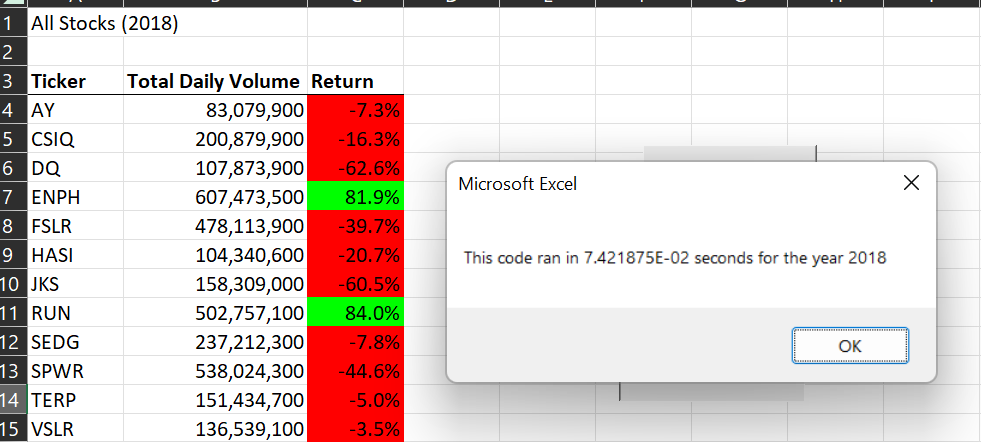 1 All Stocks (2018)
2
3 Ticker Total Daily Volume Return
4 AY 83,079,900 -7.3%
5 CSIQ 200,879,900 -16.3%
6 DQ 107,873,900 -62.6%
7 ENPH 607,473,500 81.9%
8 FSLR 478,113,900 -39.7%
9 HASI 104,340,600 -20.7%
10 JKS 158,309,000 -60.5%
11 RUN 502,757,100 84.0%
12 SEDG 237,212,300 -7.8%
13 SPWR 538,024,300 -44.6%
14 TERP 151,434,700 -5.0%
15 VSLR 136,539,100 -3.5%
Microsoft Excel
This code ran in 7.421875E-02 seconds for the year 2018
OK